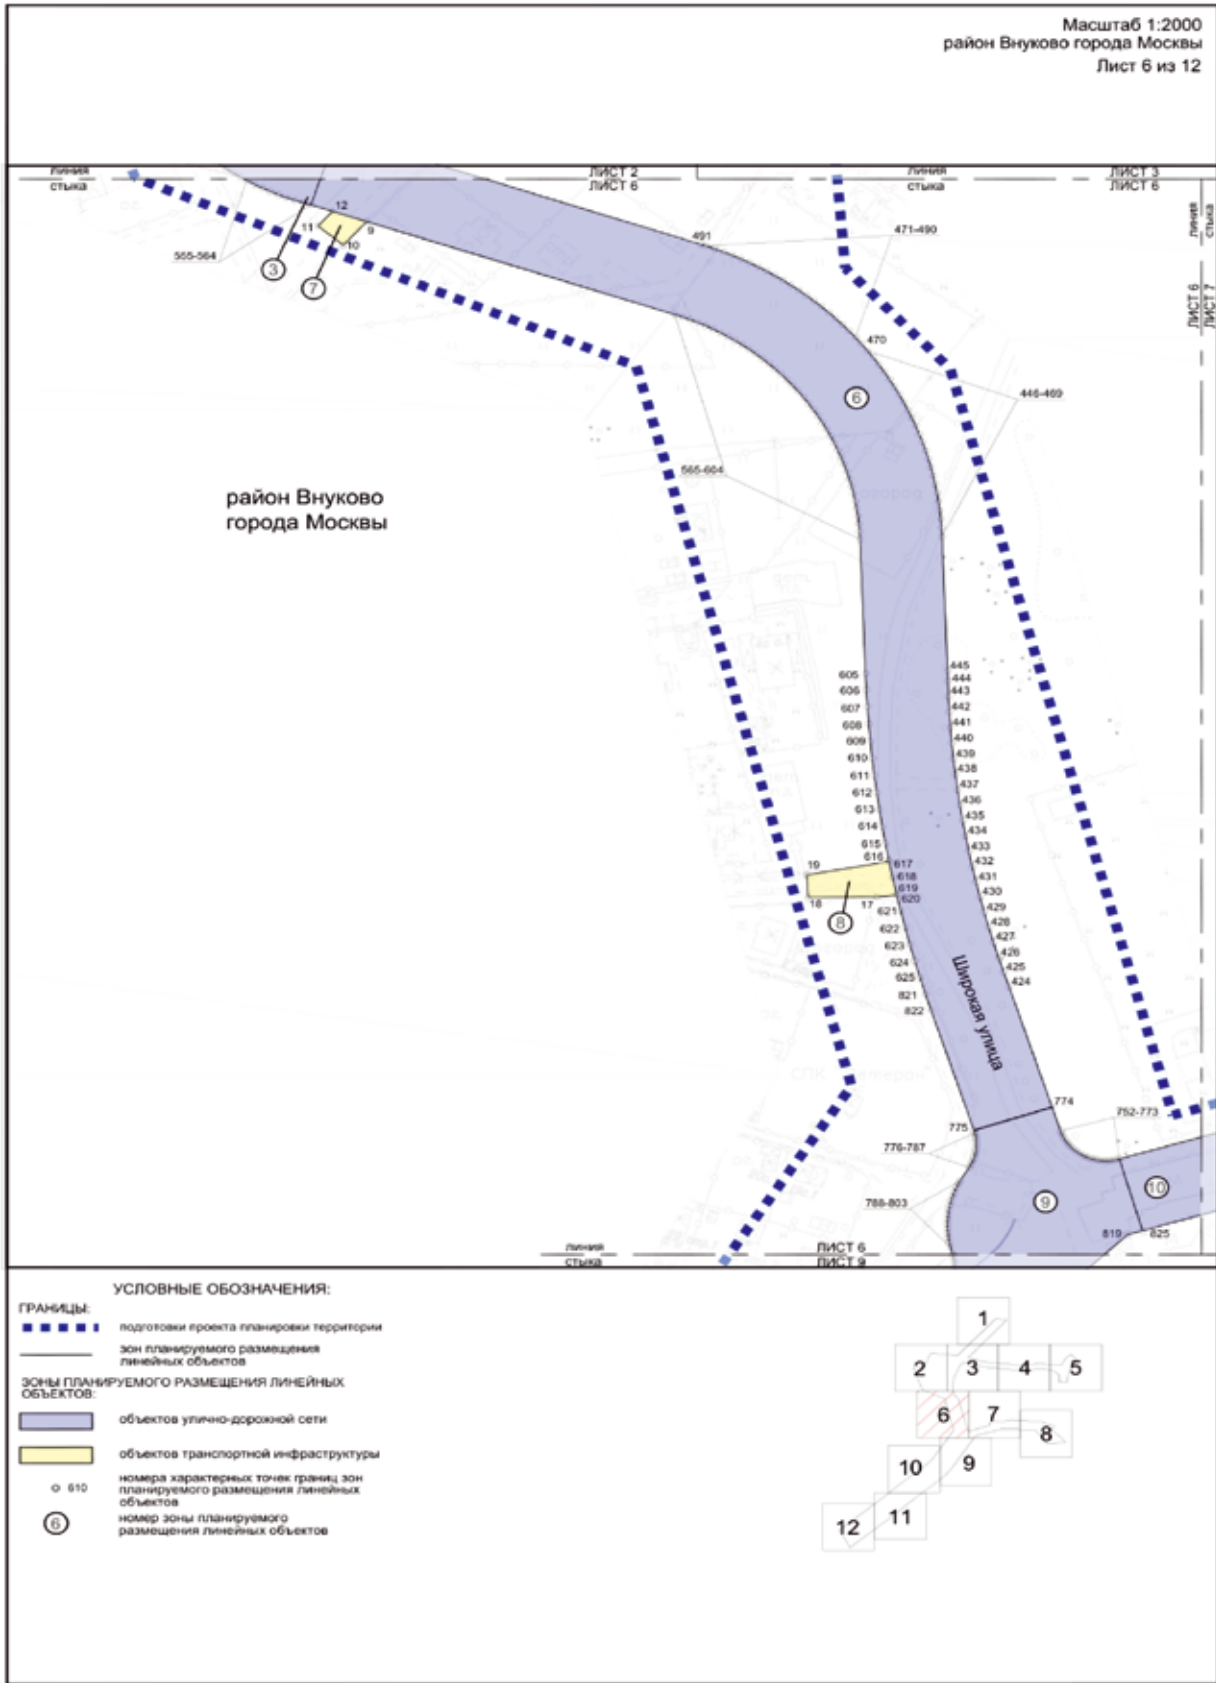 Масштаб 1:2000
район Внуково города Москвы
Лист 6 из 12
линия
стыка
ЛИСТ 2
ЛИСТ 6
линия
стыка
ЛИСТ 3
ЛИСТ 6
линия
стыка
ЛИСТ 6
ЛИСТ 7
12
11
9
10
555-564
3
7
491
471-490
470
6
446-469
565-604
район Внуково
города Москвы
605
606
607
608
609
610
611
612
613
614
615
616
445
444
443
442
441
440
439
438
437
436
435
434
433
432
431
430
429
428
427
426
425
424
19
18
17
617
618
619
620
8
621
622
623
624
625
821
822
Широкая улица
774
775
752-773
776-787
788-803
9
10
819
825
линия
стыка
ЛИСТ 6
ЛИСТ 9
УСЛОВНЫЕ ОБОЗНАЧЕНИЯ:
ГРАНИЦЫ:
подготовки проекта планировки территории
зон планируемого размещения
линейных объектов
ЗОНЫ ПЛАНИРУЕМОГО РАЗМЕЩЕНИЯ ЛИНЕЙНЫХ
ОБЪЕКТОВ:
объектов улично-дорожной сети
объектов транспортной инфраструктуры
610
номера характерных точек границ зон
планируемого размещения линейных
объектов
6
номер зоны планируемого
размещения линейных объектов
1
2
3
4
5
6
7
8
10
9
12
11